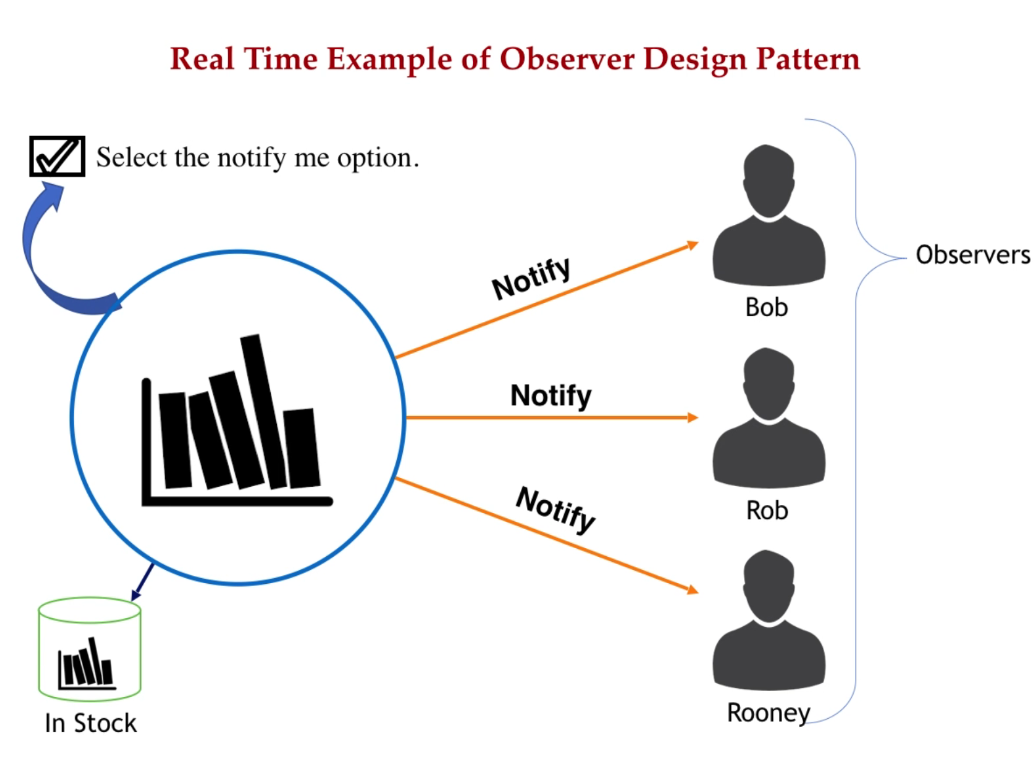 Real Time Example of Observer Design Pattern
Select the notify me option.
Notify
Bob
Observers
Notify
Rob
Notify
Rooney
In Stock